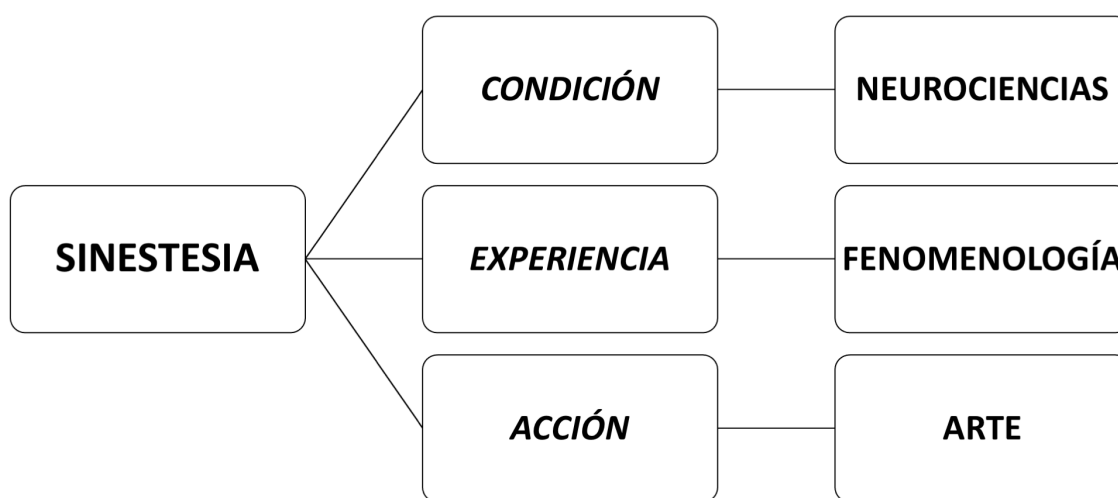 SINESTESIA
CONDICIÓN
NEUROCIENCIAS
EXPERIENCIA
FENOMENOLOGÍA
ACCIÓN
ARTE